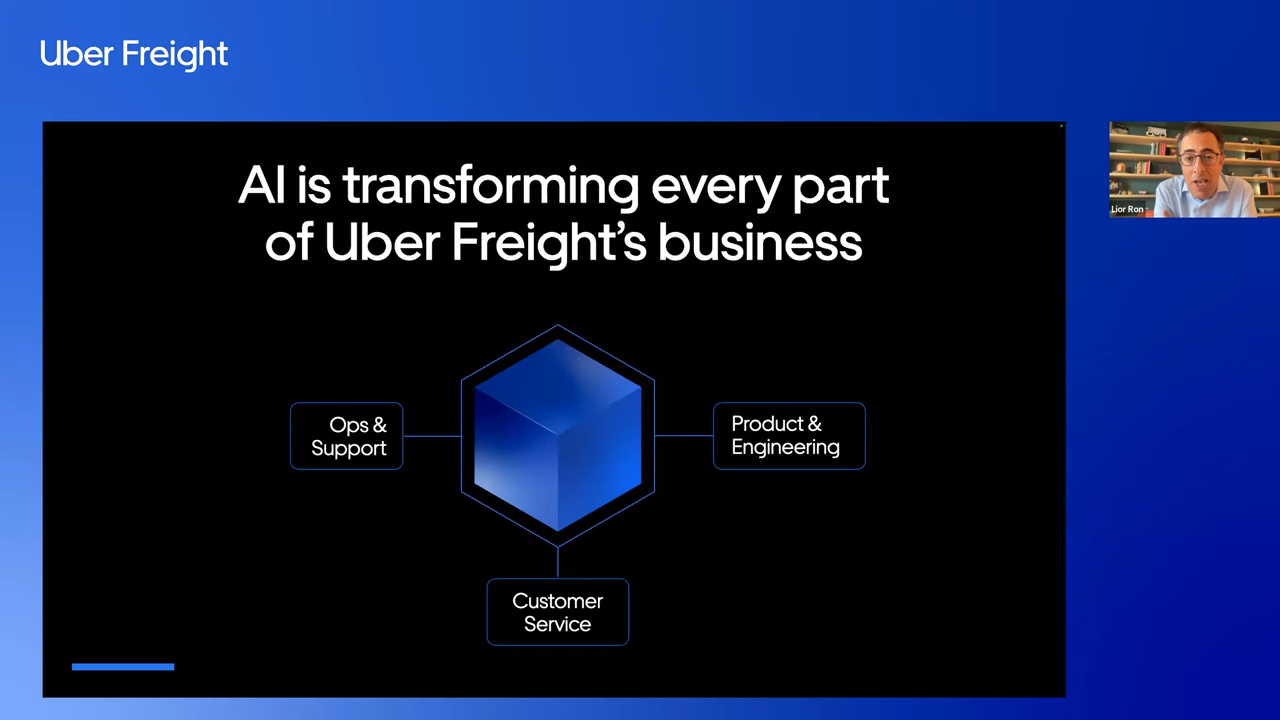 Uber Freight
AI is transforming every part
of Uber Freight’s business
Ops &
Support
Product &
Engineering
Customer
Service
Lior Ron